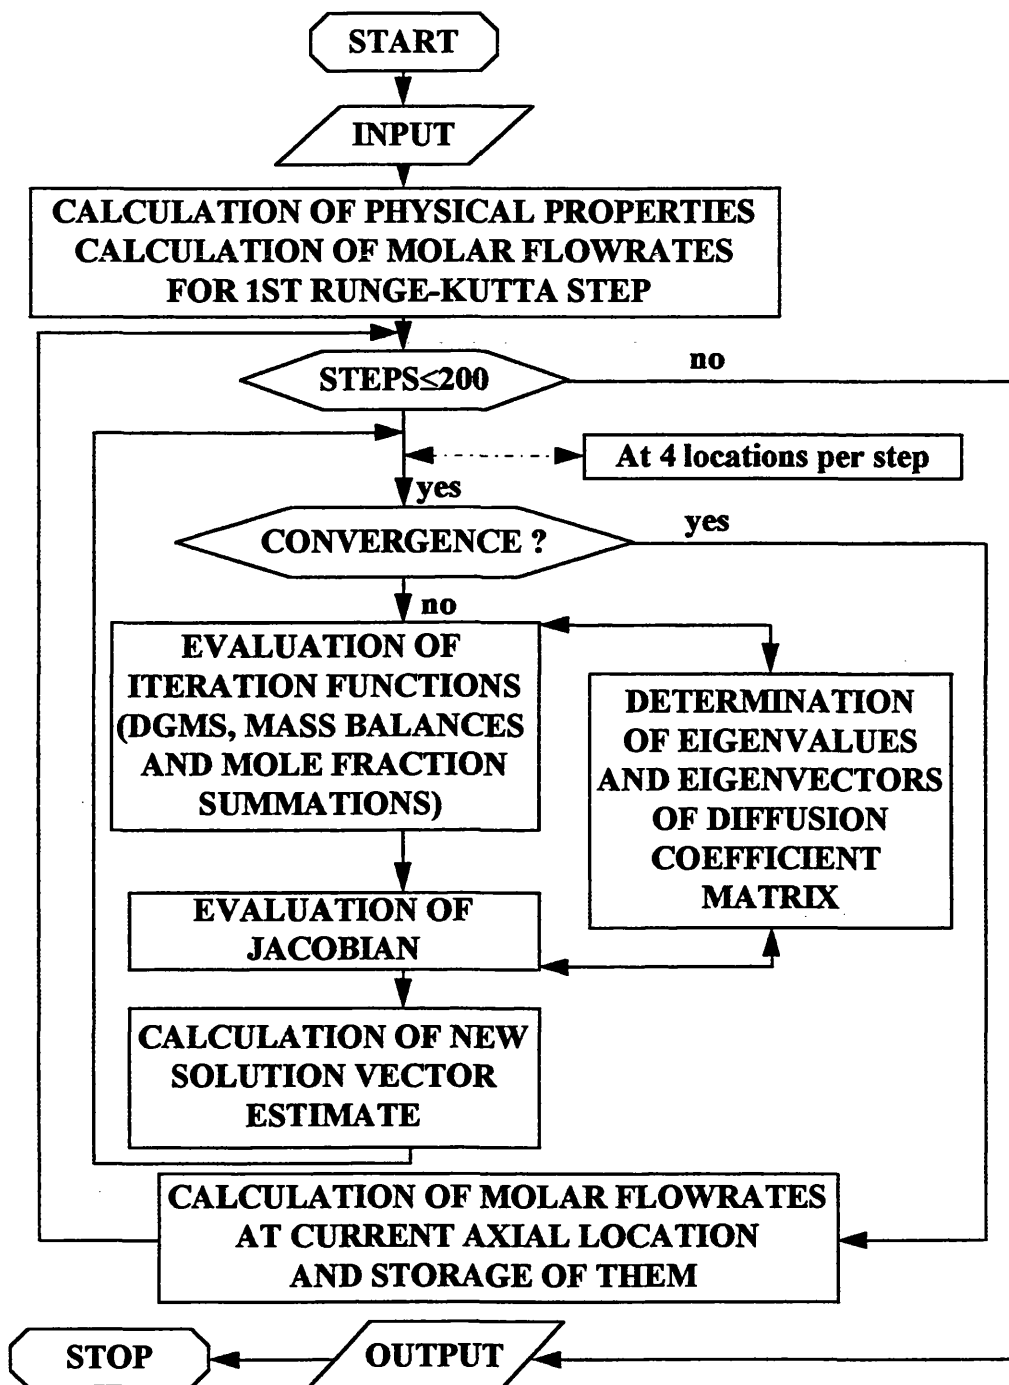 START
INPUT
CALCULATION OF PHYSICAL PROPERTIES
CALCULATION OF MOLAR FLOWRATES
FOR 1ST RUNGE-KUTTA STEP
STEPS≤200
no
At 4 locations per step
yes
CONVERGENCE ?
yes
no
EVALUATION OF
ITERATION FUNCTIONS
(DGMS, MASS BALANCES
AND MOLE FRACTION
SUMMATIONS)
DETERMINATION
OF EIGENVALUES
AND EIGENVECTORS
OF DIFFUSION
COEFFICIENT
MATRIX
EVALUATION OF
JACOBIAN
CALCULATION OF NEW
SOLUTION VECTOR
ESTIMATE
CALCULATION OF MOLAR FLOWRATES
AT CURRENT AXIAL LOCATION
AND STORAGE OF THEM
STOP
OUTPUT